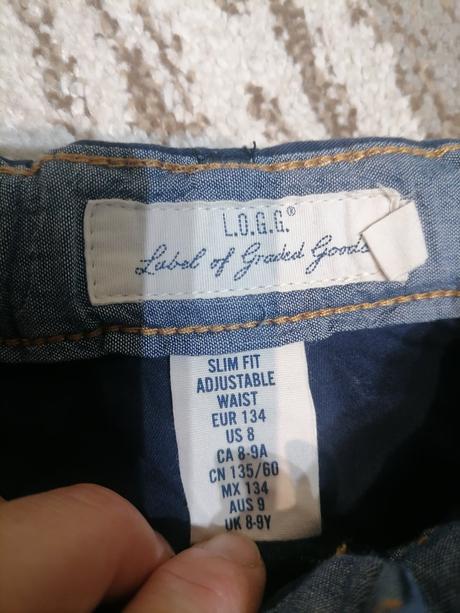 L.O.G.G.®
Label of Graded Goods
SLIM FIT
ADJUSTABLE
WAIST
EUR 134
US 8
CA 8-9A
CN 135/60
MX 134
AUS 9
UK 8-9Y